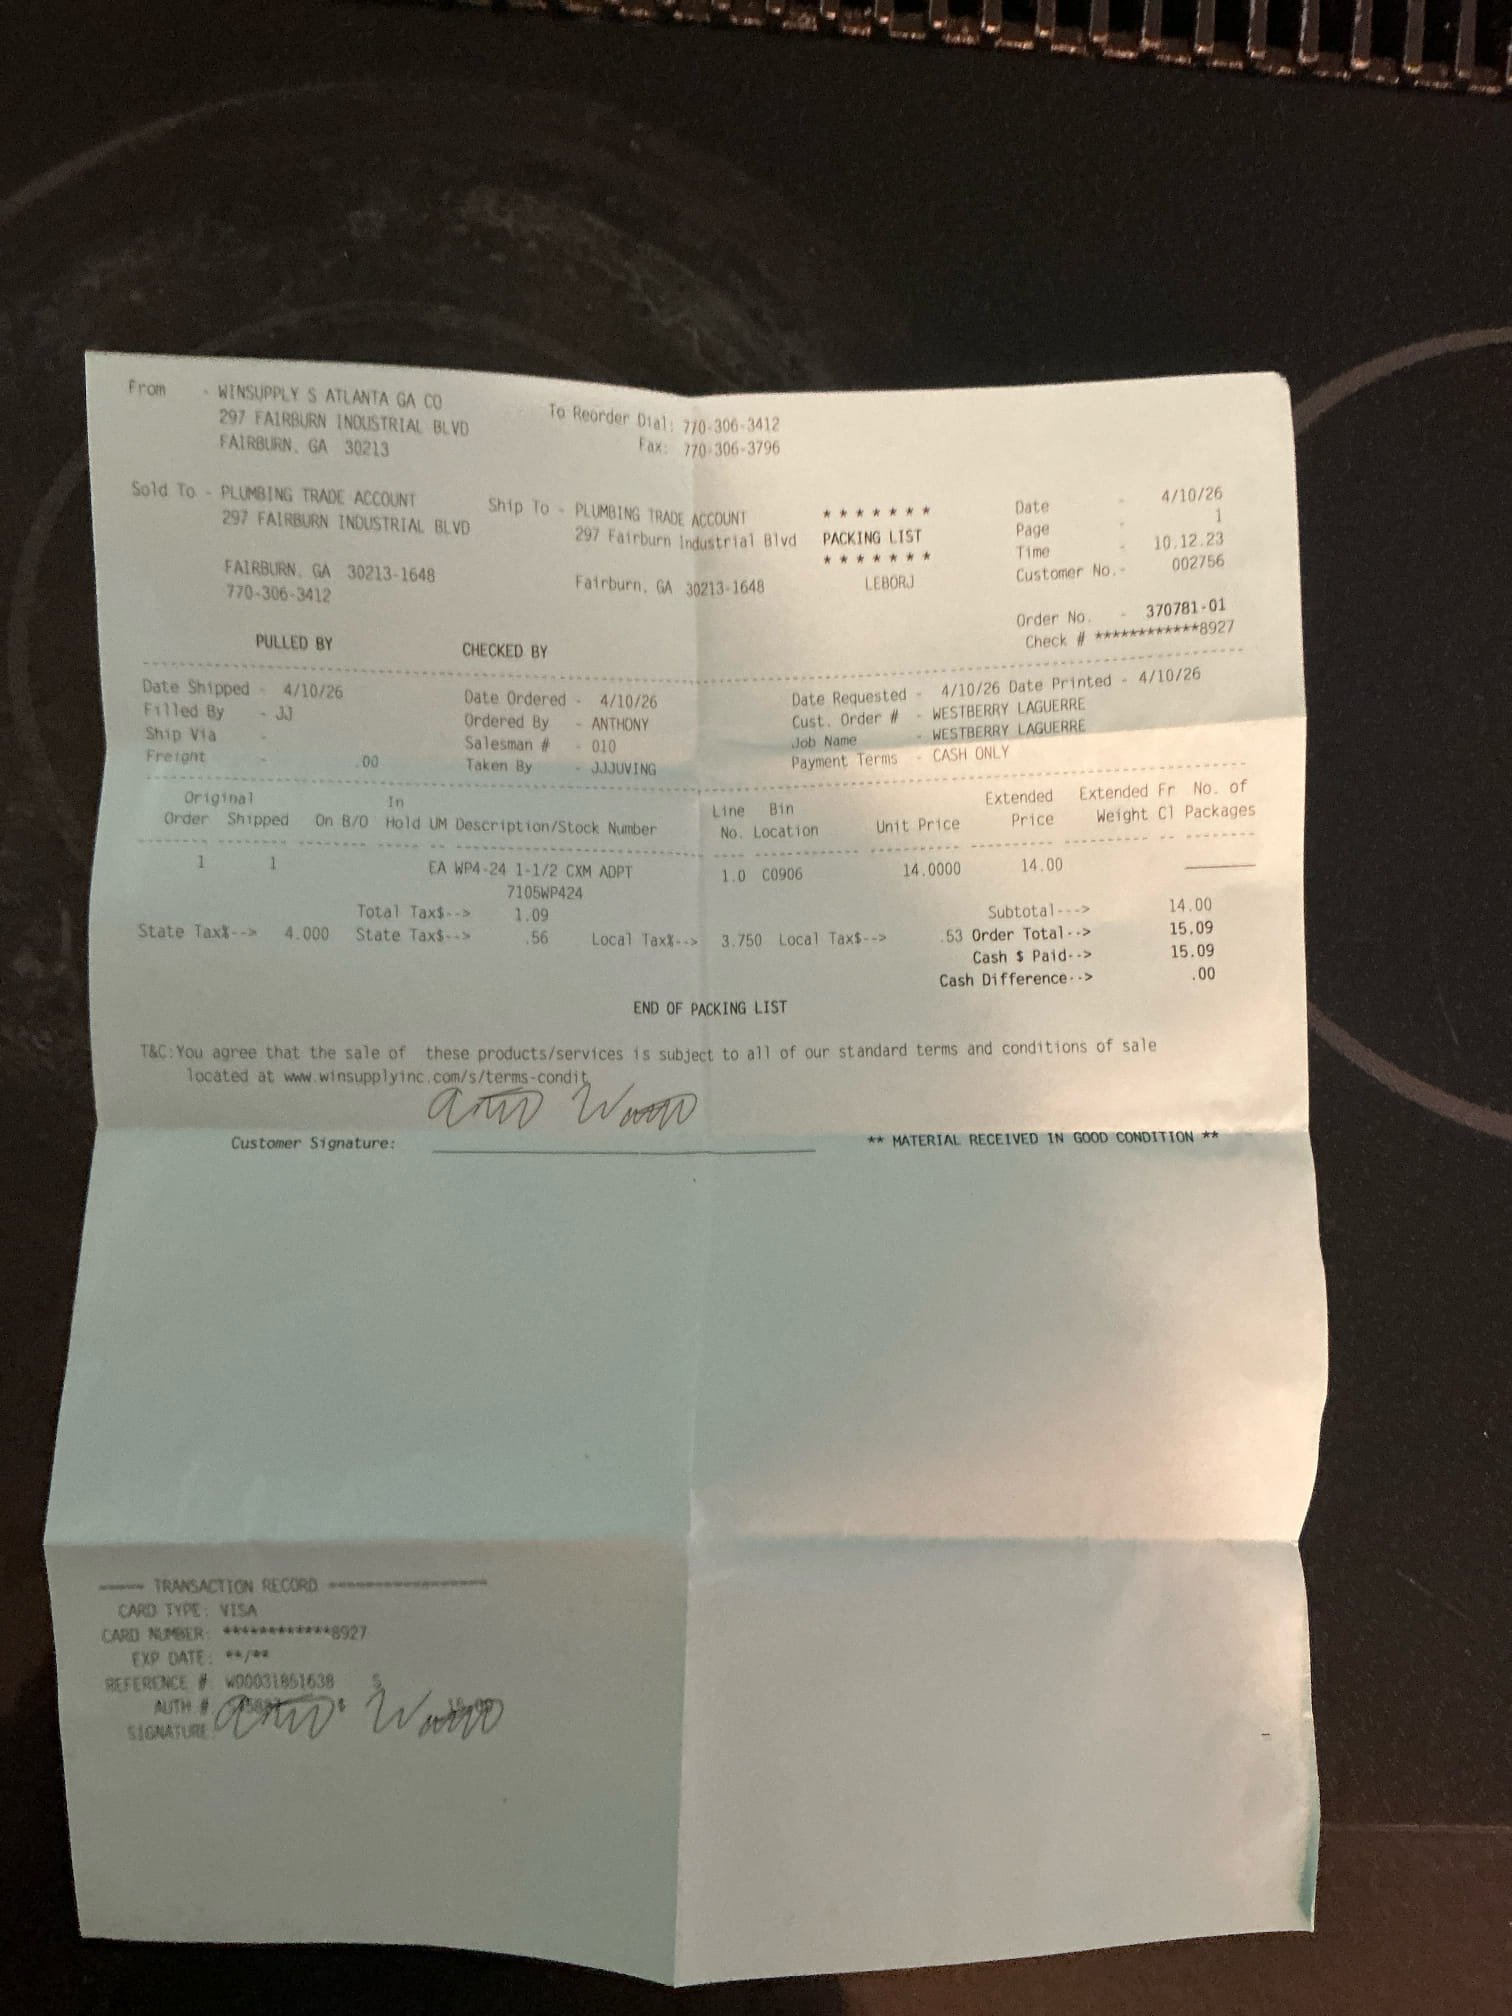 From - WINSUPPLY S ATLANTA GA CO
297 FAIRBURN INDUSTRIAL BLVD
FAIRBURN, GA 30213
To Reorder Dial: 770-306-3412
Fax: 770-306-3796
Sold To - PLUMBING TRADE ACCOUNT
297 FAIRBURN INDUSTRIAL BLVD
FAIRBURN, GA 30213-1648
770-306-3412
Ship To - PLUMBING TRADE ACCOUNT
297 Fairburn Industrial Blvd
Fairburn, GA 30213-1648
* * * * * * *
PACKING LIST
* * * * * * *
LEBORJ
Date - 4/10/26
Page - 1
Time - 10.12.23
Customer No.- 002756
Order No. - 370781-01
Check # ************8927
PULLED BY CHECKED BY
Date Shipped - 4/10/26 Date Ordered - 4/10/26 Date Requested - 4/10/26 Date Printed - 4/10/26
Filled By - JJ Ordered By - ANTHONY Cust. Order # - WESTBERRY LAGUERRE
Ship Via - Salesman # - 010 Job Name - WESTBERRY LAGUERRE
Freight - .00 Taken By - JJJUVING Payment Terms - CASH ONLY
Original In Line Bin Extended Extended Fr No. of
Order Shipped On B/O Hold UM Description/Stock Number No. Location Unit Price Price Weight Cl Packages
1 1 EA WP4-24 1-1/2 CXM ADPT 1.0 C0906 14.0000 14.00
7105WP424
Total Tax$--> 1.09 Subtotal---> 14.00
State Tax%--> 4.000 State Tax$--> .56 Local Tax%--> 3.750 Local Tax$--> .53 Order Total--> 15.09
Cash $ Paid--> 15.09
Cash Difference--> .00
END OF PACKING LIST
T&C:You agree that the sale of these products/services is subject to all of our standard terms and conditions of sale
located at www.winsupplyinc.com/s/terms-condit
Customer Signature: ** MATERIAL RECEIVED IN GOOD CONDITION **
TRANSACTION RECORD
CARD TYPE: VISA
CARD NUMBER: ************8927
EXP DATE: **/**
REFERENCE # W00031851638 S
AUTH #
SIGNATURE